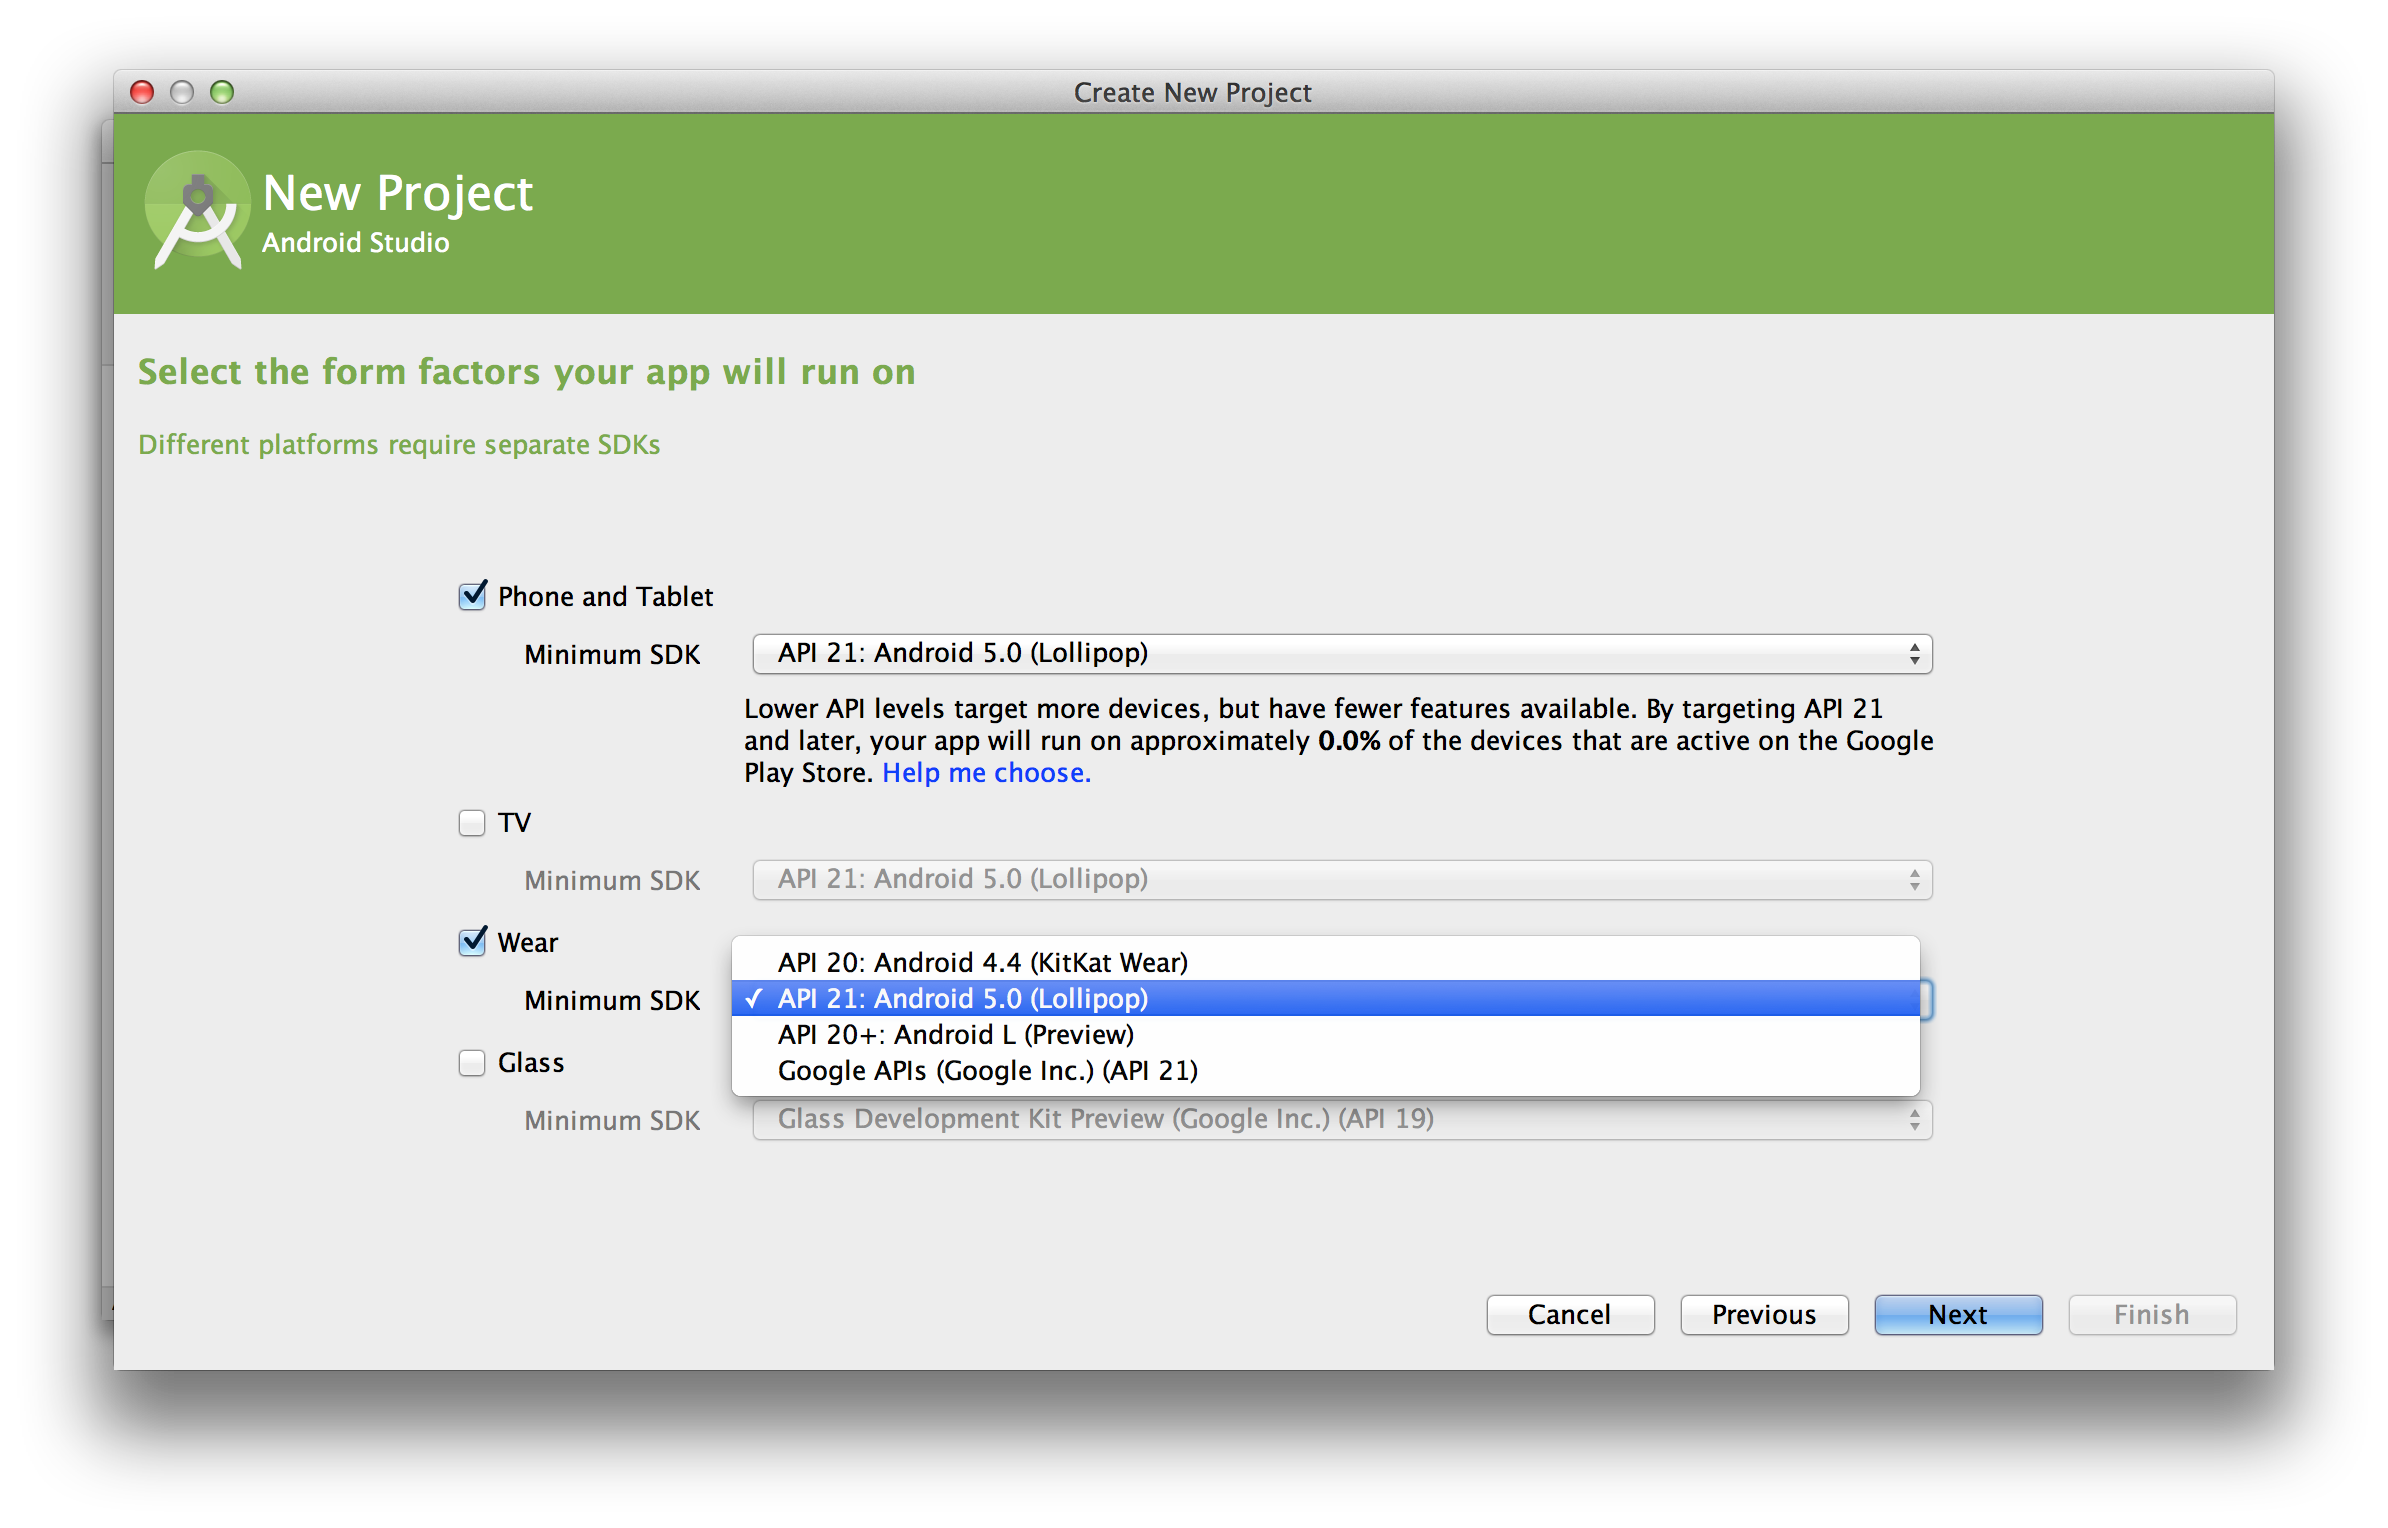 Create New Project
New Project
Android Studio
Select the form factors your app will run on
Different platforms require separate SDKs
Phone and Tablet
Minimum SDK
API 21: Android 5.0 (Lollipop)
Lower API levels target more devices, but have fewer features available. By targeting API 21
and later, your app will run on approximately 0.0% of the devices that are active on the Google
Play Store. Help me choose.
TV
Minimum SDK
API 21: Android 5.0 (Lollipop)
Wear
API 20: Android 4.4 (KitKat Wear)
Minimum SDK
✓ API 21: Android 5.0 (Lollipop)
API 20+: Android L (Preview)
Glass
Google APIs (Google Inc.) (API 21)
Minimum SDK
Glass Development Kit Preview (Google Inc.) (API 19)
Cancel
Previous
Next
Finish